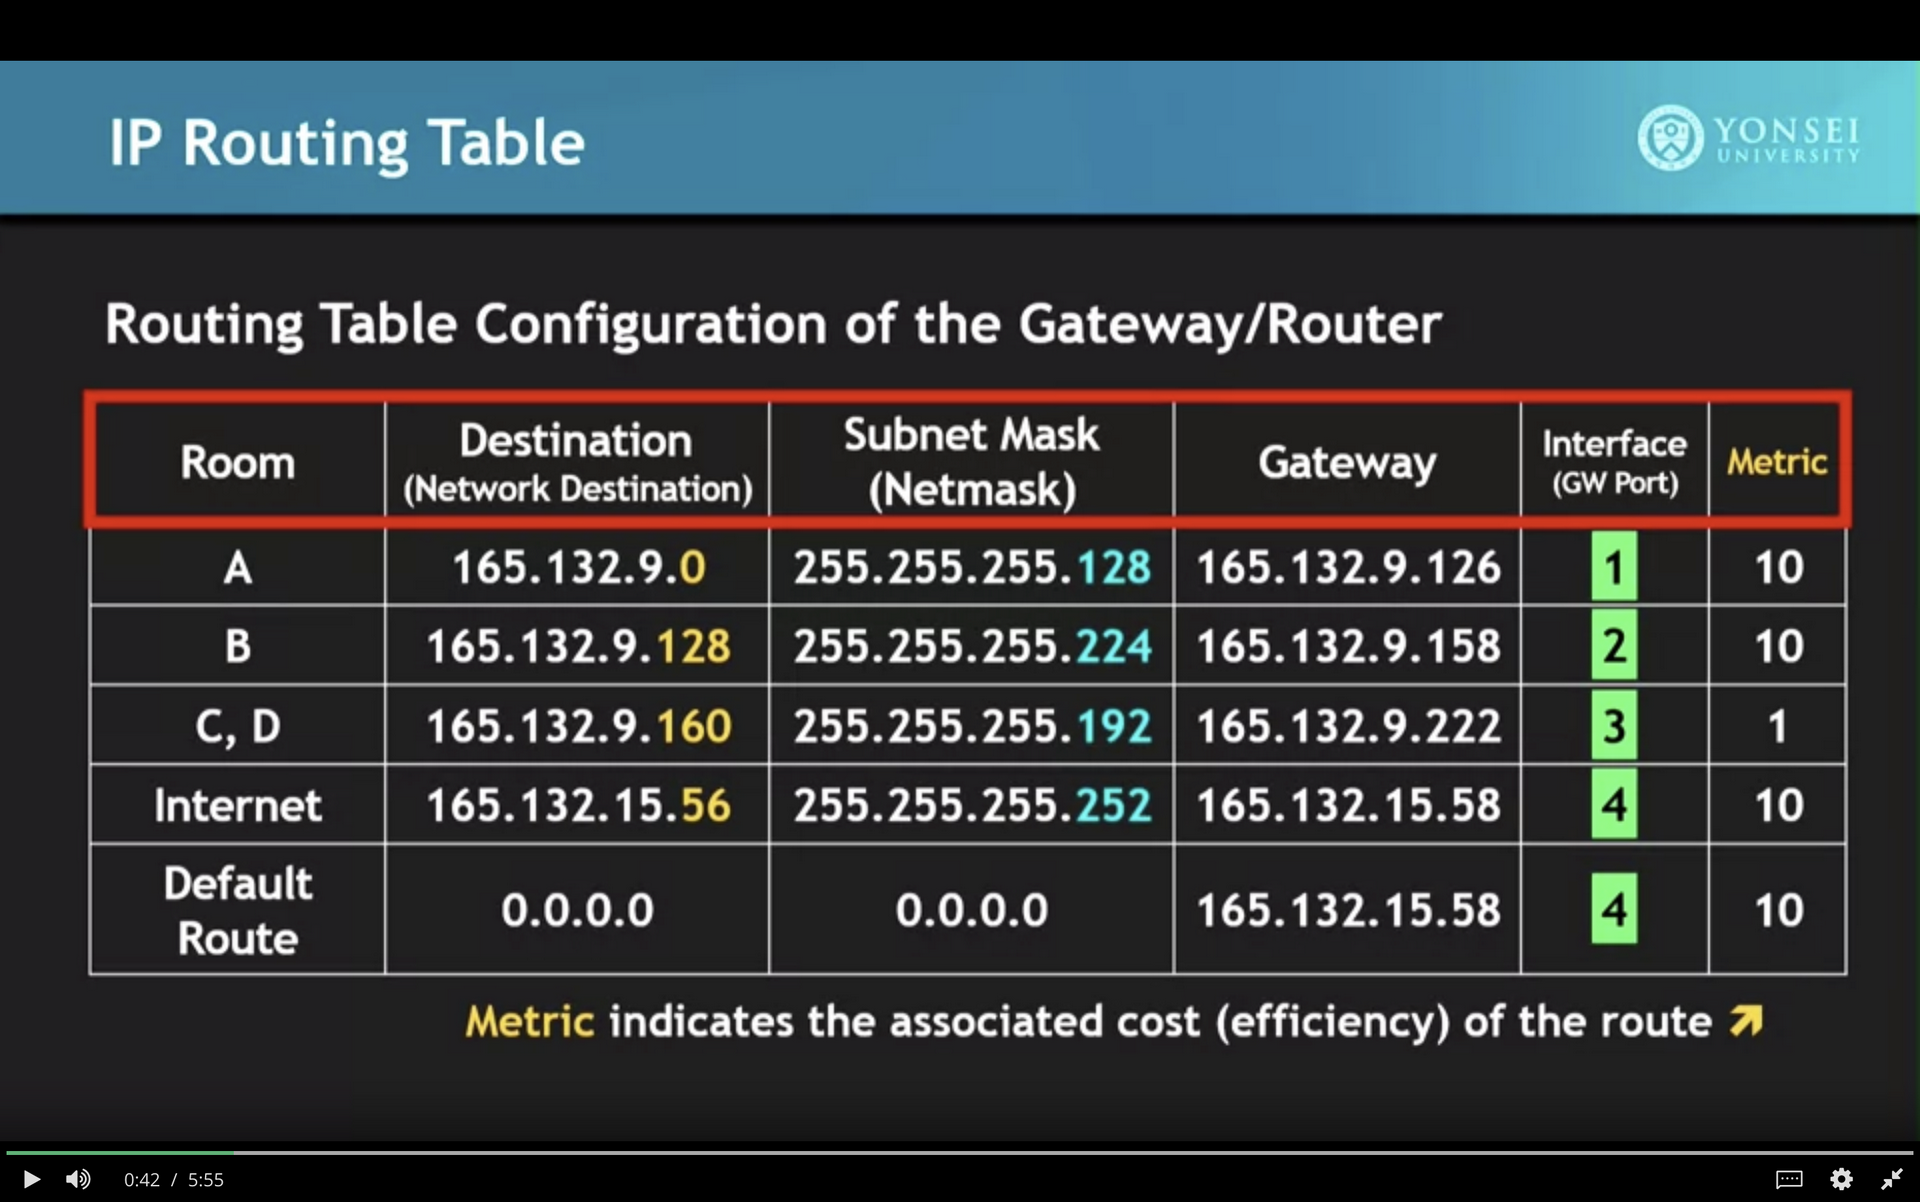 IP Routing Table
YONSEI
UNIVERSITY
Routing Table Configuration of the Gateway/Router
Room Destination (Network Destination) Subnet Mask (Netmask) Gateway Interface (GW Port) Metric
A 165.132.9.0 255.255.255.128 165.132.9.126 1 10
B 165.132.9.128 255.255.255.224 165.132.9.158 2 10
C, D 165.132.9.160 255.255.255.192 165.132.9.222 3 1
Internet 165.132.15.56 255.255.255.252 165.132.15.58 4 10
Default Route 0.0.0.0 0.0.0.0 165.132.15.58 4 10
Metric indicates the associated cost (efficiency) of the route
0:42 / 5:55